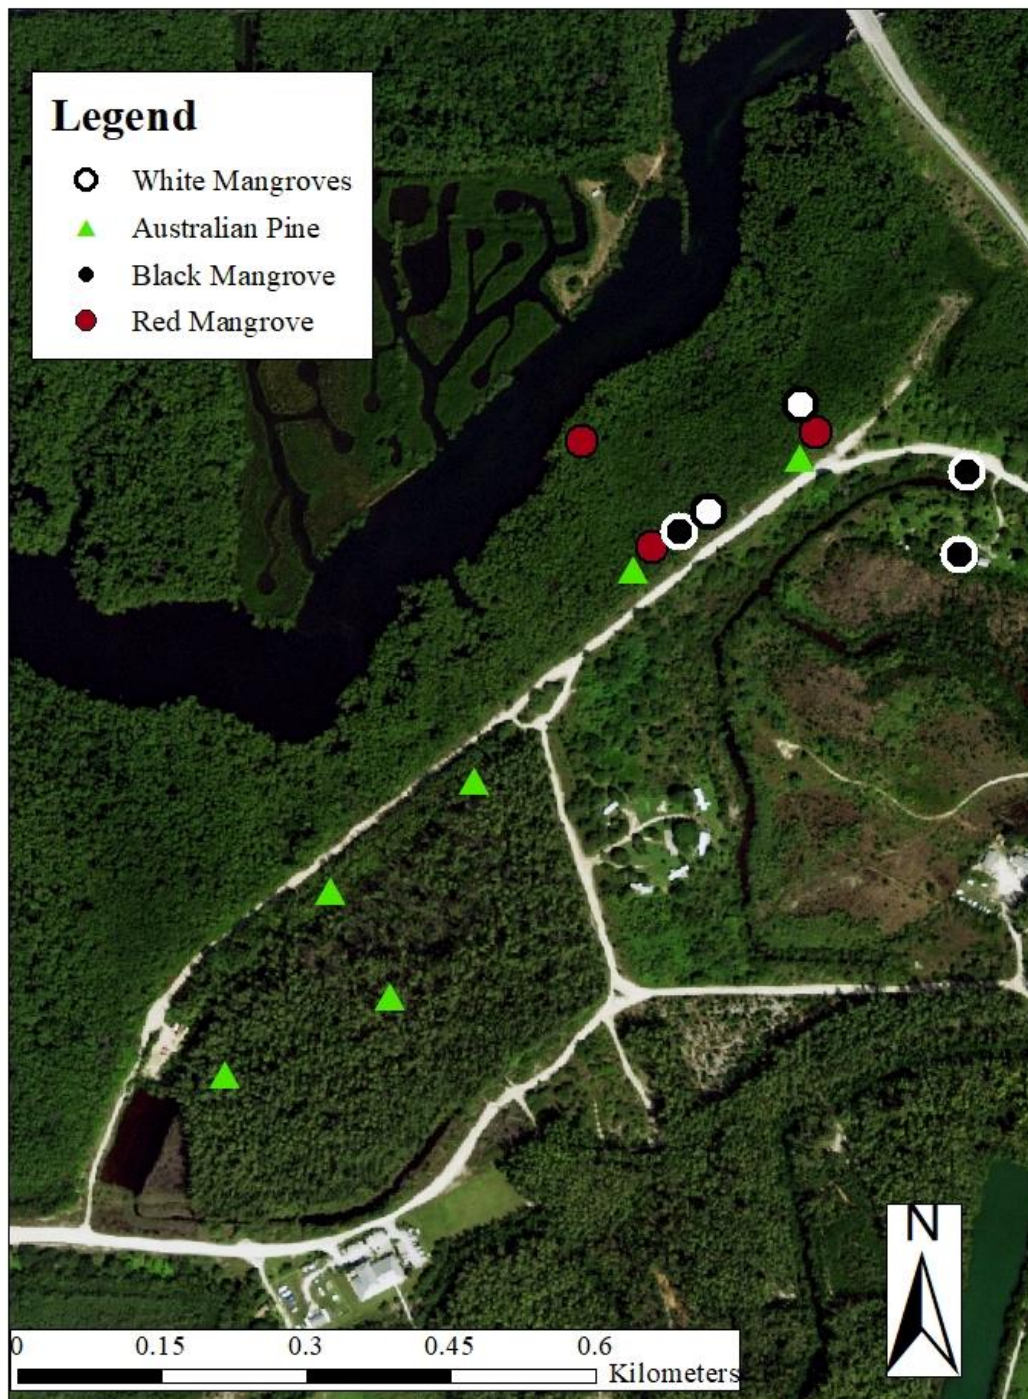 Legend
White Mangroves
Australian Pine
Black Mangrove
Red Mangrove
N
0 0.15 0.3 0.45 0.6
Kilometers